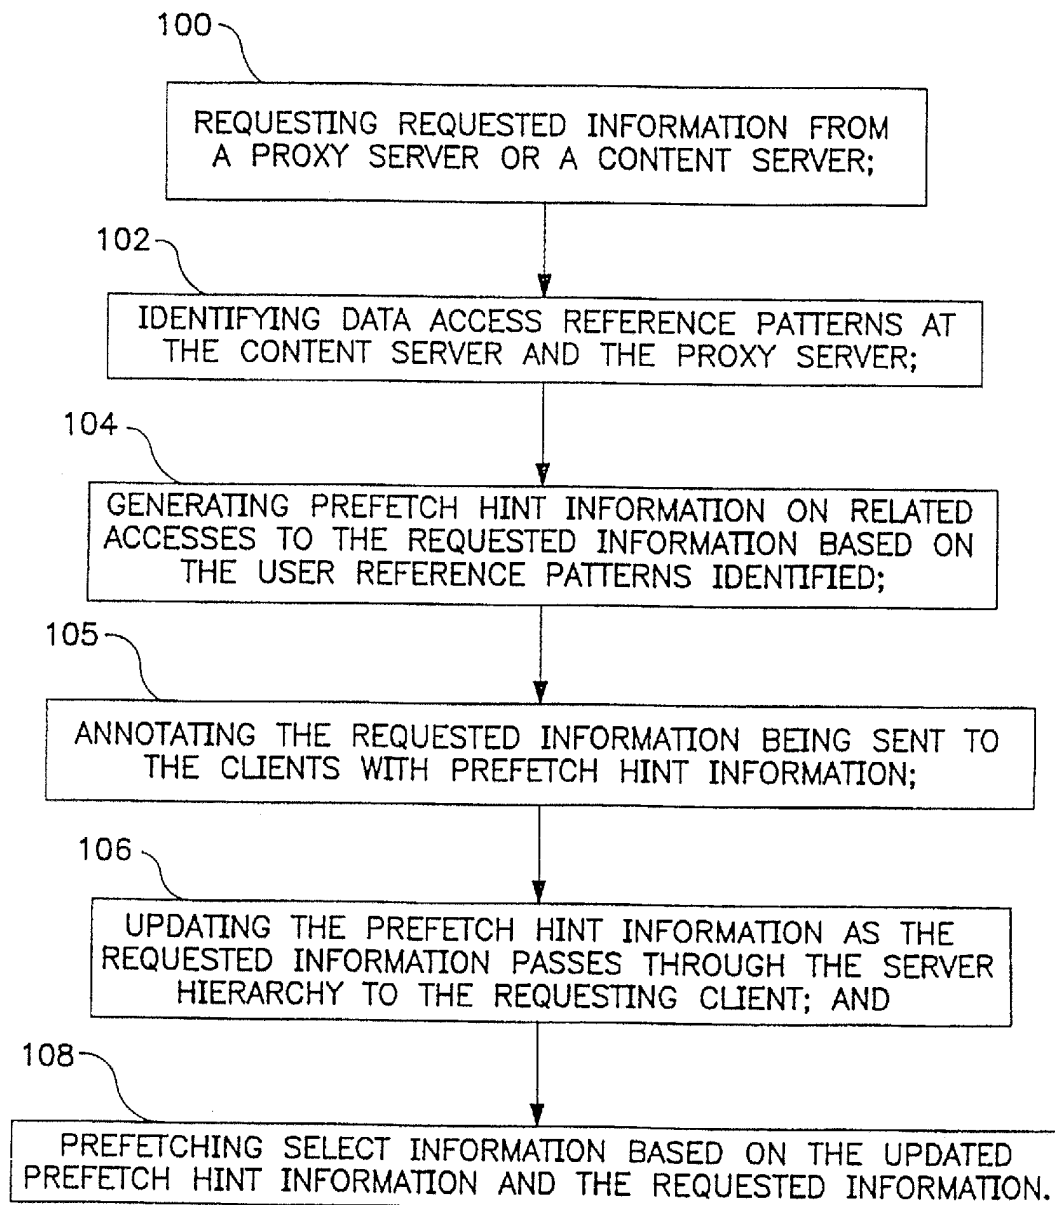 100
REQUESTING REQUESTED INFORMATION FROM
A PROXY SERVER OR A CONTENT SERVER;
102
IDENTIFYING DATA ACCESS REFERENCE PATTERNS AT
THE CONTENT SERVER AND THE PROXY SERVER;
104
GENERATING PREFETCH HINT INFORMATION ON RELATED
ACCESSES TO THE REQUESTED INFORMATION BASED ON
THE USER REFERENCE PATTERNS IDENTIFIED;
105
ANNOTATING THE REQUESTED INFORMATION BEING SENT TO
THE CLIENTS WITH PREFETCH HINT INFORMATION;
106
UPDATING THE PREFETCH HINT INFORMATION AS THE
REQUESTED INFORMATION PASSES THROUGH THE SERVER
HIERARCHY TO THE REQUESTING CLIENT; AND
108
PREFETCHING SELECT INFORMATION BASED ON THE UPDATED
PREFETCH HINT INFORMATION AND THE REQUESTED INFORMATION.